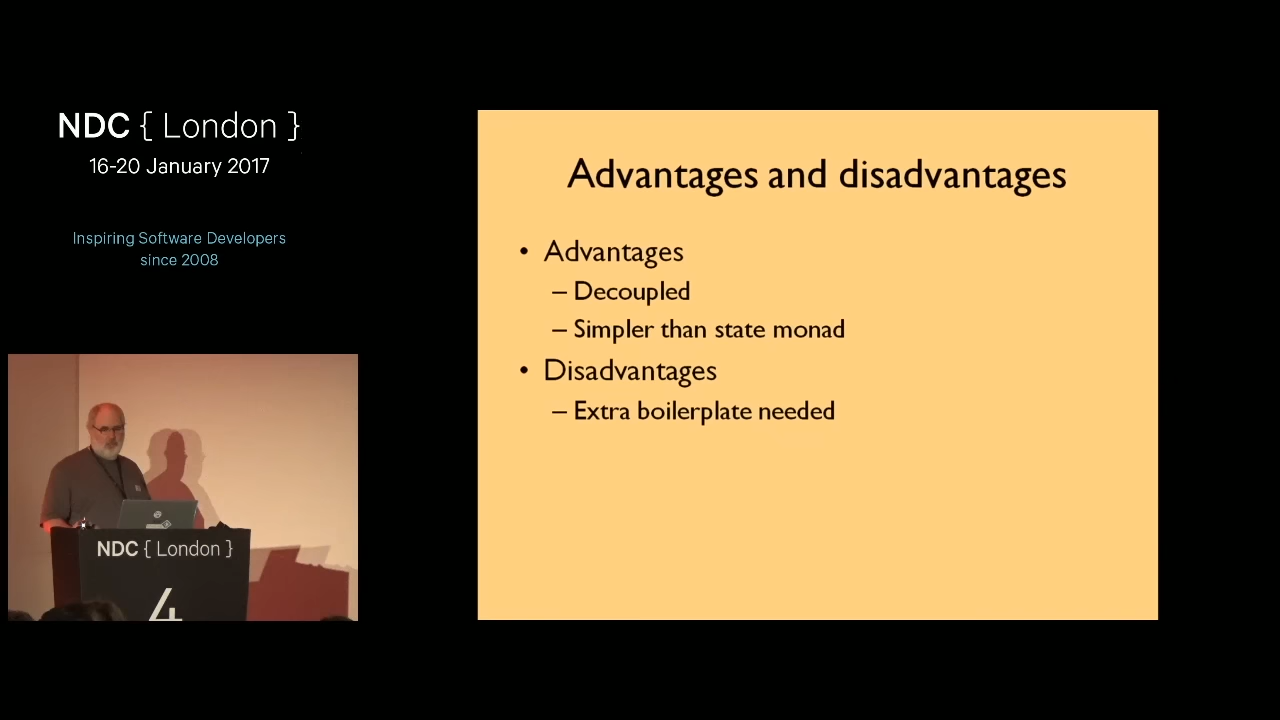 NDC { London }
16-20 January 2017
Inspiring Software Developers
since 2008
Advantages and disadvantages
• Advantages
– Decoupled
– Simpler than state monad
• Disadvantages
– Extra boilerplate needed
NDC { London }
4